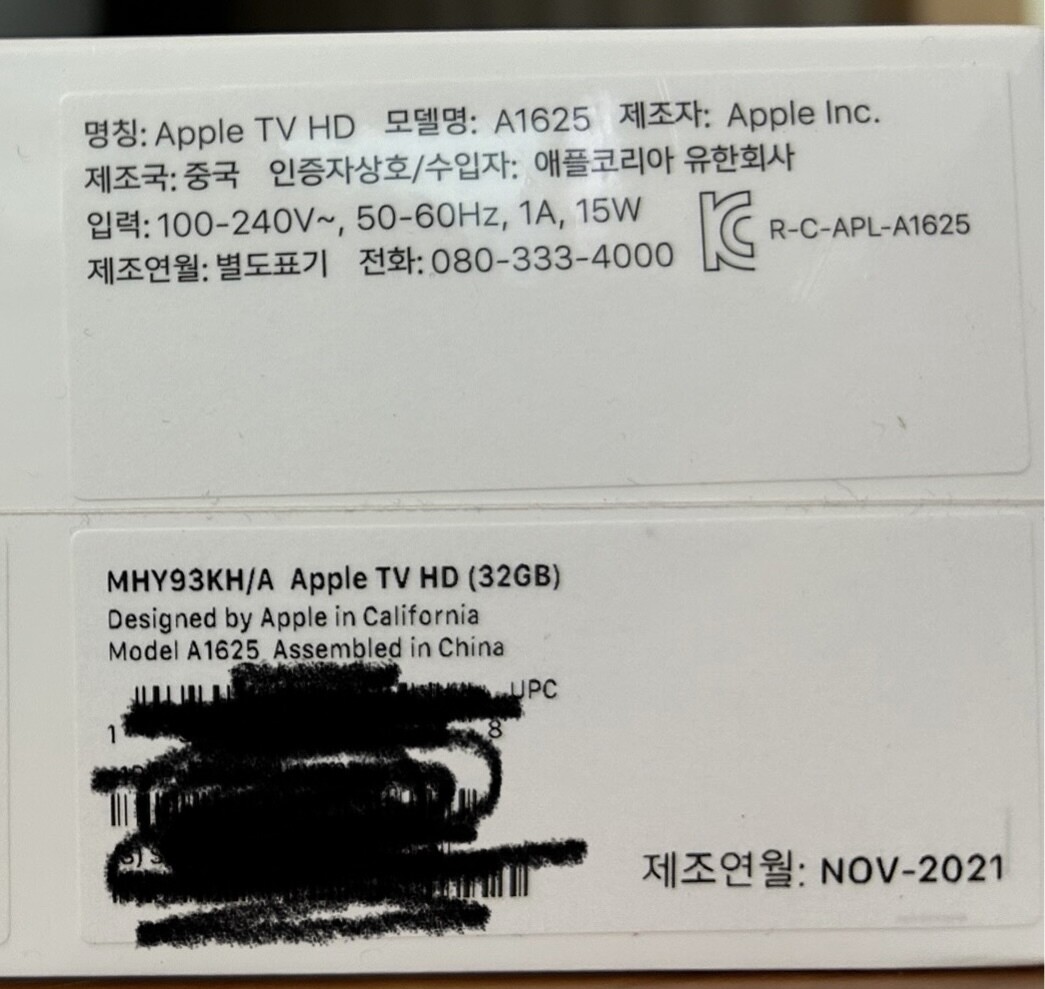 명칭: Apple TV HD 모델명: A1625 제조자: Apple Inc.
제조국: 중국 인증자상호/수입자: 애플코리아 유한회사
입력: 100-240V~, 50-60Hz, 1A, 15W
R-C-APL-A1625
제조연월: 별도표기 전화: 080-333-4000
MHY93KH/A Apple TV HD (32GB)
Designed by Apple in California
Model A1625 Assembled in China
UPC
1 8
제조연월: NOV-2021